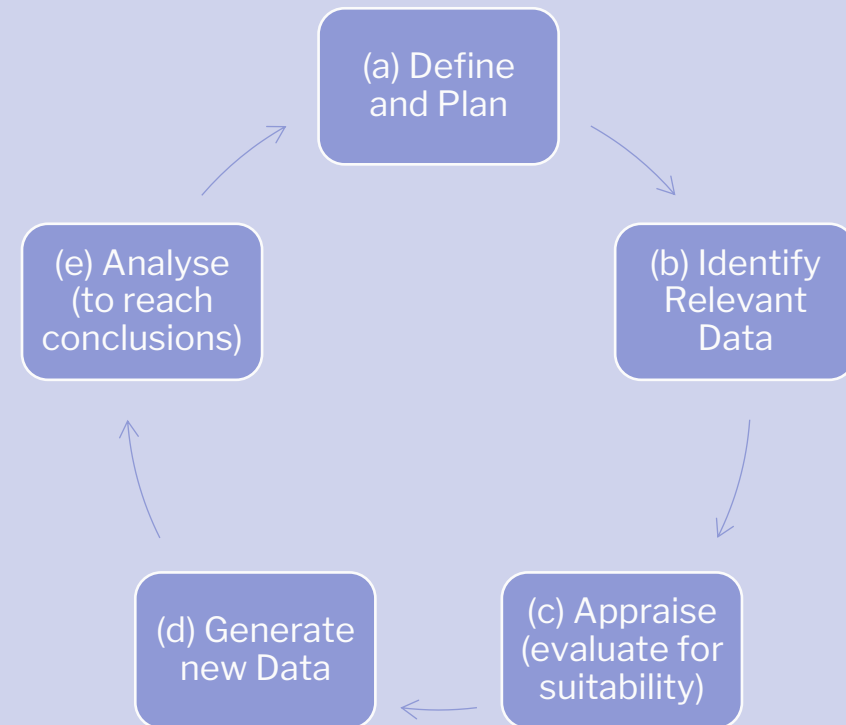 (a) Define
and Plan
(b) Identify
Relevant
Data
(c) Appraise
(evaluate for
suitability)
(d) Generate
new Data
(e) Analyse
(to reach
conclusions)